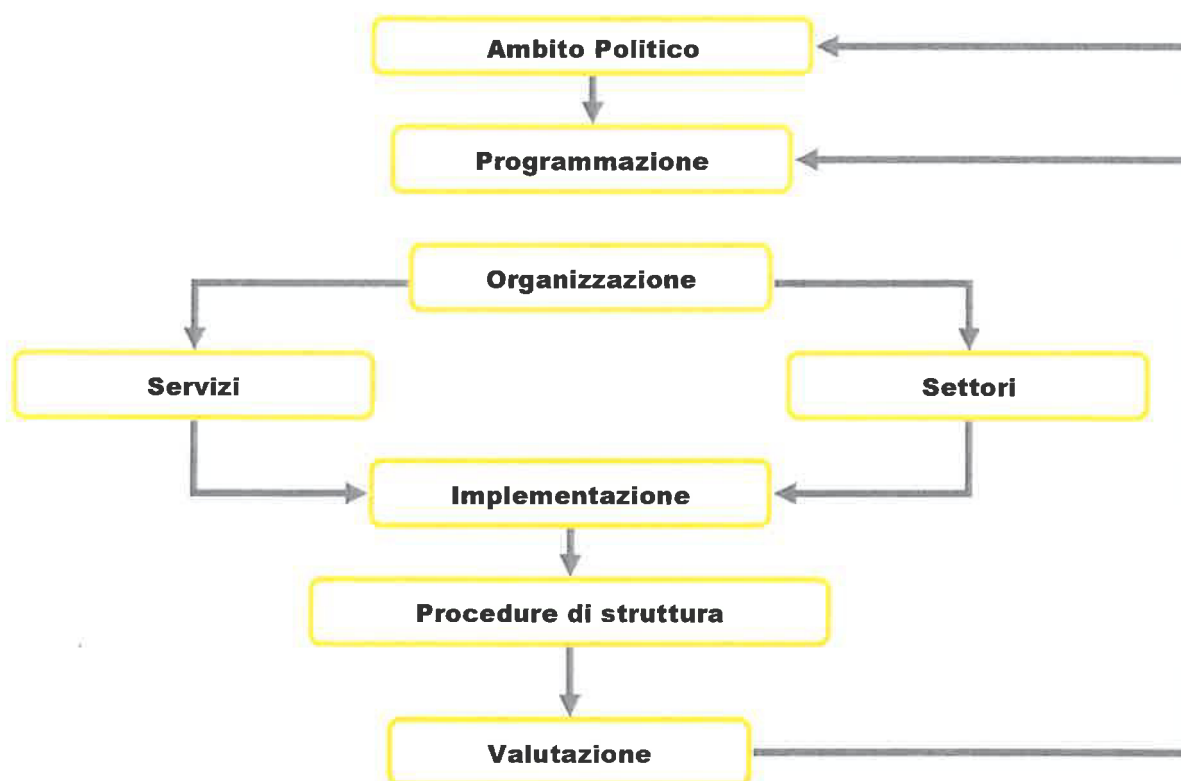 Ambito Politico
Programmazione
Organizzazione
Servizi
Settori
Implementazione
Procedure di struttura
Valutazione